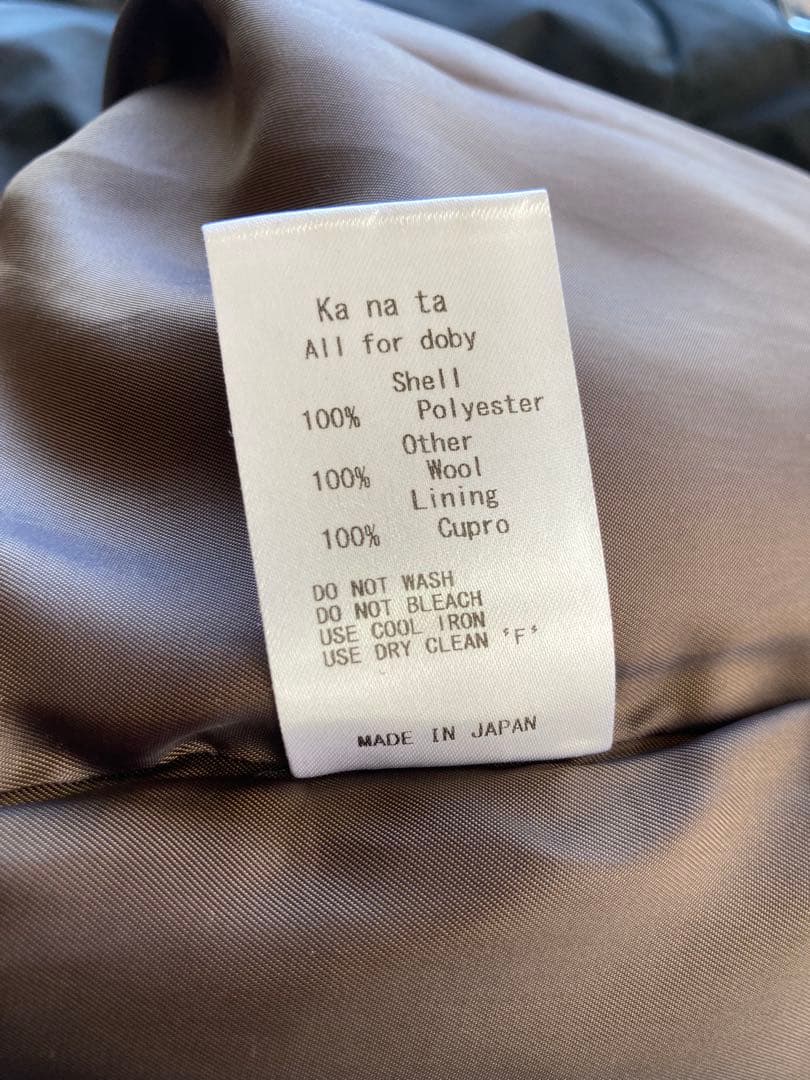 Ka na ta
All for doby
Shell
100% Polyester
Other
100% Wool
Lining
100% Cupro
DO NOT WASH
DO NOT BLEACH
USE COOL IRON
USE DRY CLEAN 'F'
MADE IN JAPAN